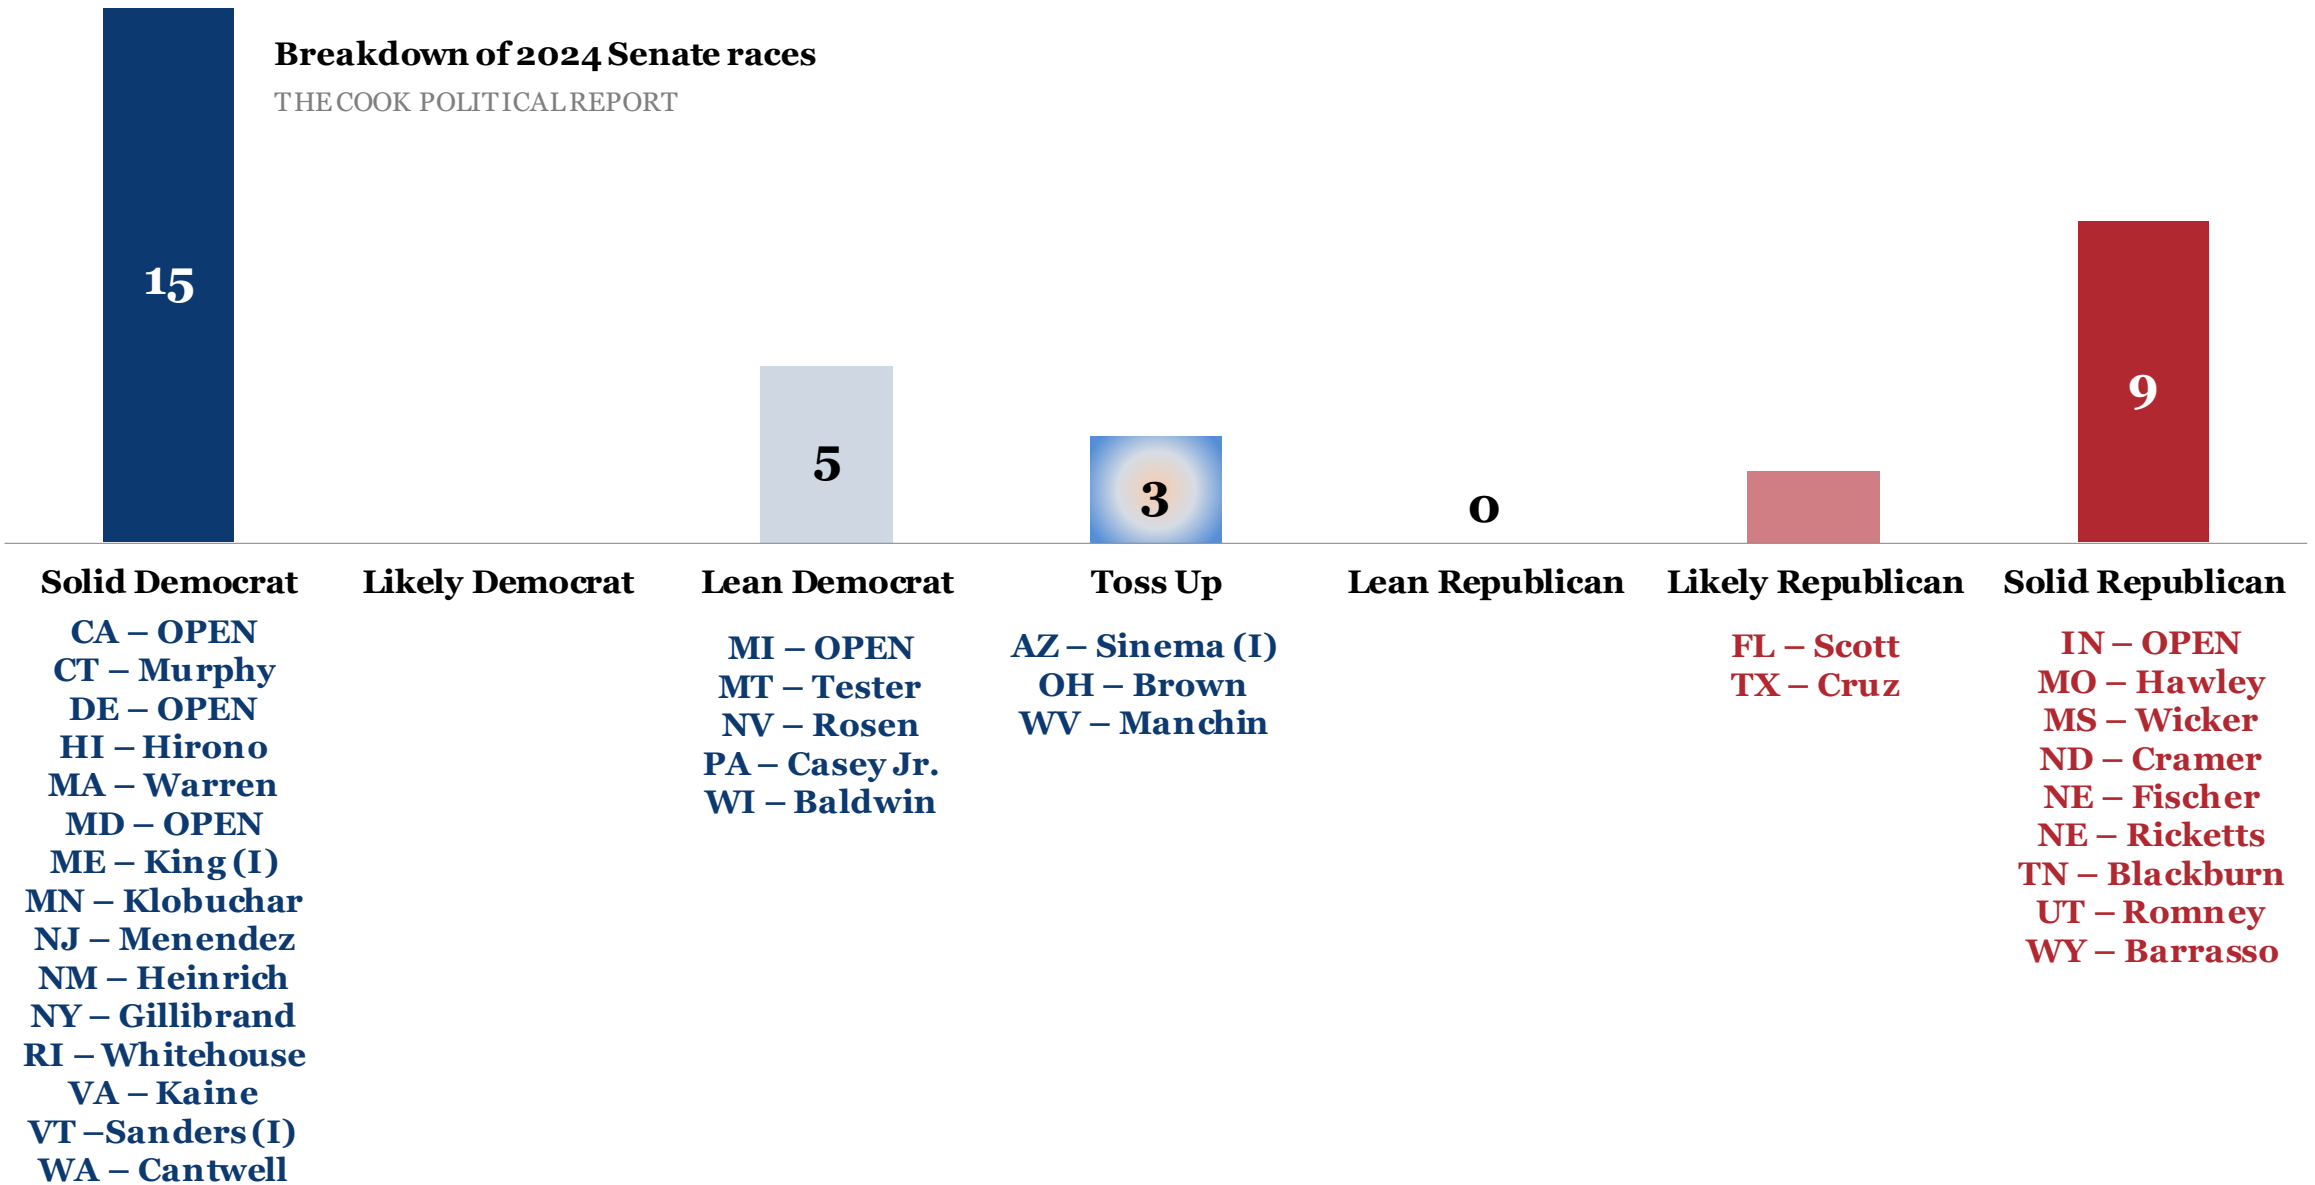 Breakdown of 2024 Senate races
THE COOK POLITICAL REPORT
15
5
3
0
9
Solid Democrat
Likely Democrat
Lean Democrat
Toss Up
Lean Republican
Likely Republican
Solid Republican
CA – OPEN
CT – Murphy
DE – OPEN
HI – Hirono
MA – Warren
MD – OPEN
ME – King (I)
MN – Klobuchar
NJ – Menendez
NM – Heinrich
NY – Gillibrand
RI – Whitehouse
VA – Kaine
VT –Sanders (I)
WA – Cantwell
MI – OPEN
MT – Tester
NV – Rosen
PA – Casey Jr.
WI – Baldwin
AZ – Sinema (I)
OH – Brown
WV – Manchin
FL – Scott
TX – Cruz
IN – OPEN
MO – Hawley
MS – Wicker
ND – Cramer
NE – Fischer
NE – Ricketts
TN – Blackburn
UT – Romney
WY – Barrasso